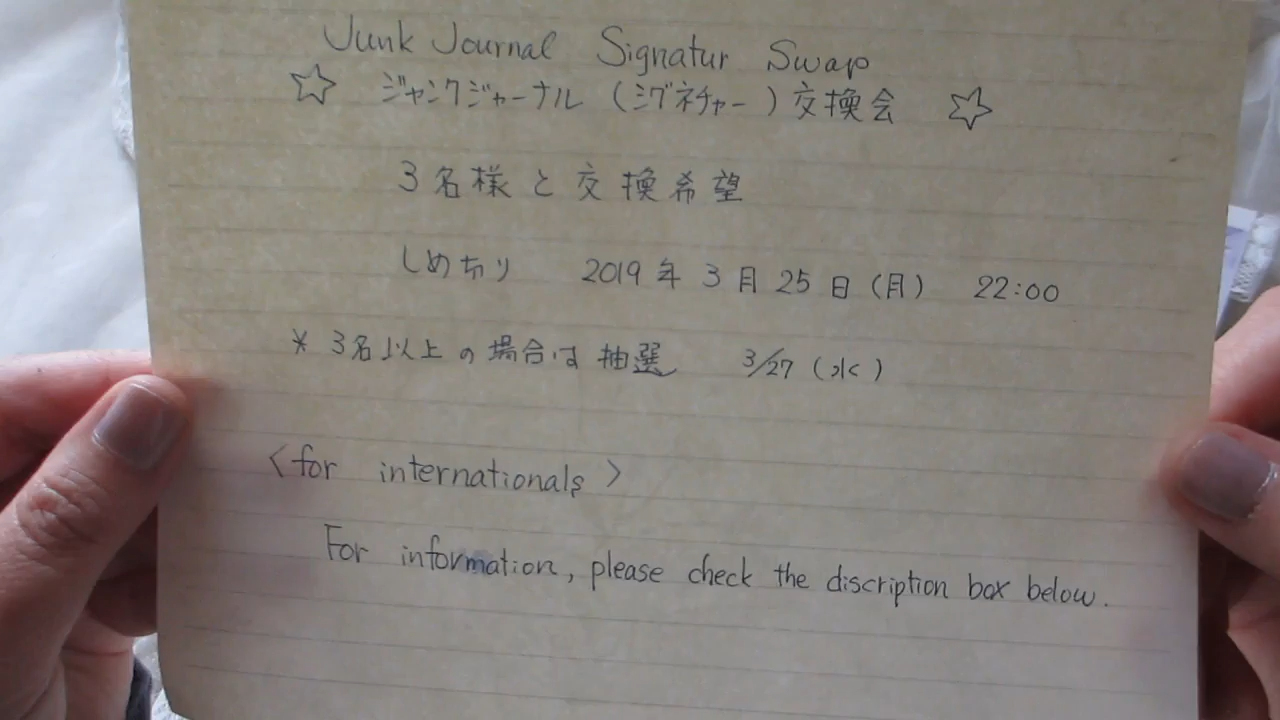 Junk Journal Signatur Swap
☆ ジャンクジャーナル (シグネチャー) 交換会 ☆
3名様と交換希望
しめ切り 2019年3月25日(月) 22:00
* 3名以上の場合は抽選 3/27 (水)
<for internationals>
For information, please check the discription box below.